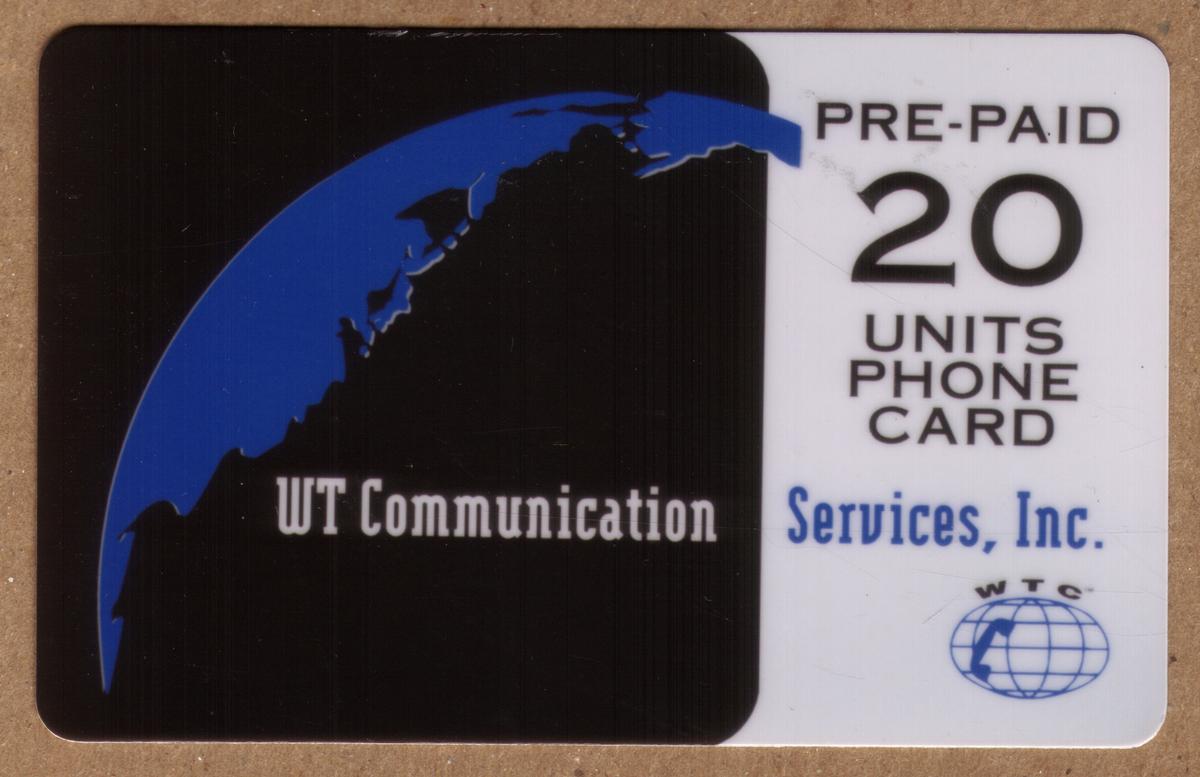 PRE-PAID
20
UNITS
PHONE
CARD
WT Communication Services, Inc.
WTC